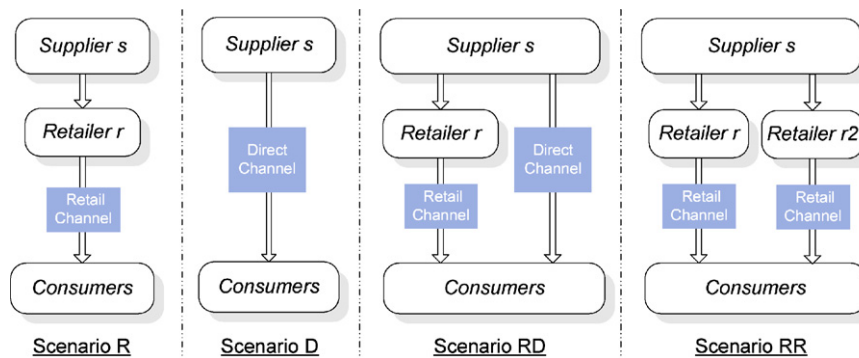 Supplier s
Retailer r
Retail
Channel
Consumers
Scenario R
Supplier s
Direct
Channel
Consumers
Scenario D
Supplier s
Retailer r
Retail
Channel
Direct
Channel
Consumers
Scenario RD
Supplier s
Retailer r
Retailer r2
Retail
Channel
Retail
Channel
Consumers
Scenario RR